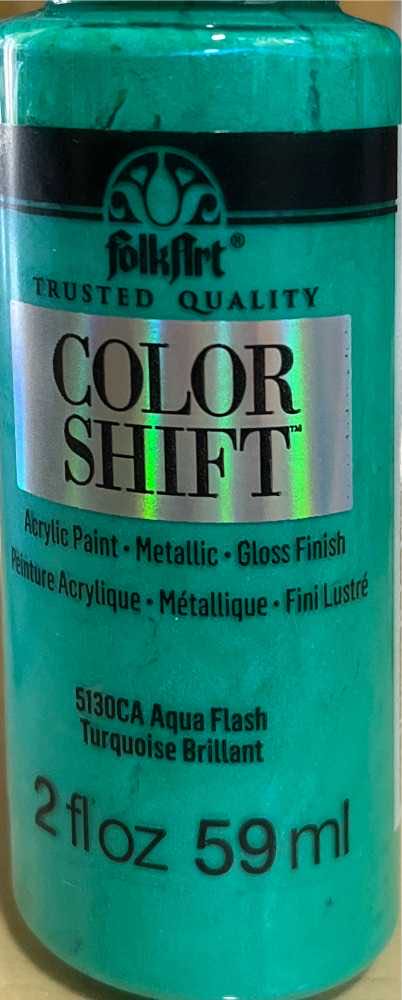 folkArt®
TRUSTED QUALITY
COLOR
SHIFT™
Acrylic Paint • Metallic • Gloss Finish
Peinture Acrylique • Métallique • Fini Lustré
5130CA Aqua Flash
Turquoise Brillant
2 fl oz 59 ml